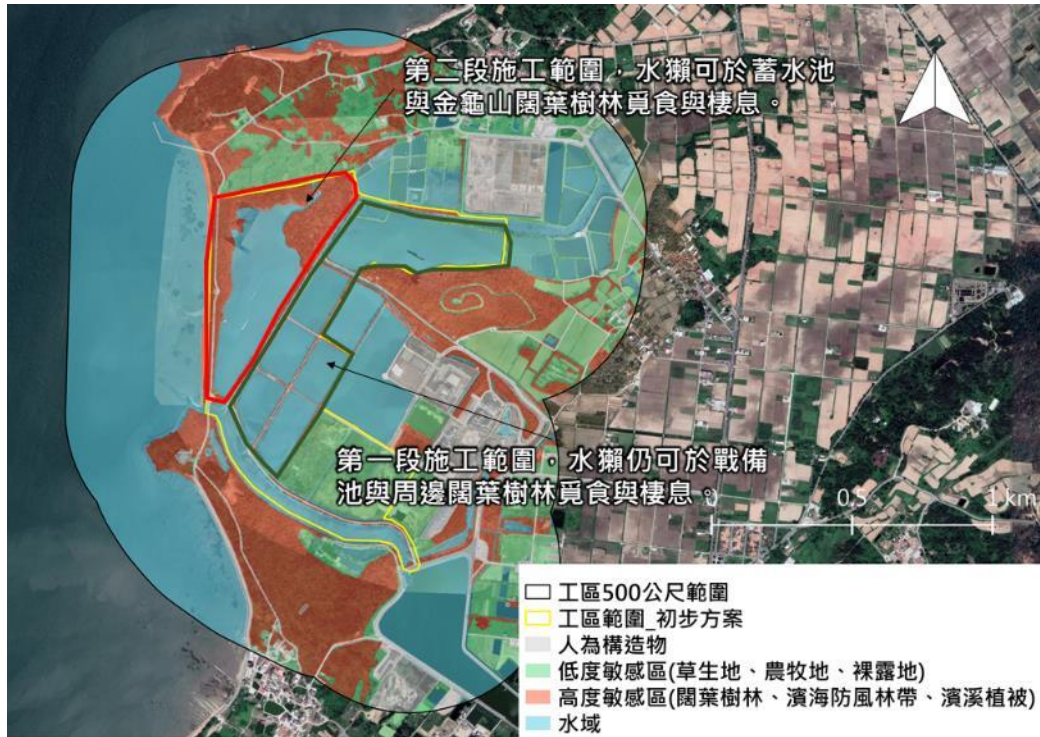 第二段施工範圍，水獺可於蓄水池
與金龜山闊葉樹林覓食與棲息。
第一段施工範圍，水獺仍可於戰備
池與周邊闊葉樹林覓食與棲息。
0 0.5 1 km
工區500公尺範圍
工區範圍_初步方案
人為構造物
低度敏感區(草生地、農牧地、裸露地)
高度敏感區(闊葉樹林、濱海防風林帶、濱溪植被)
水域